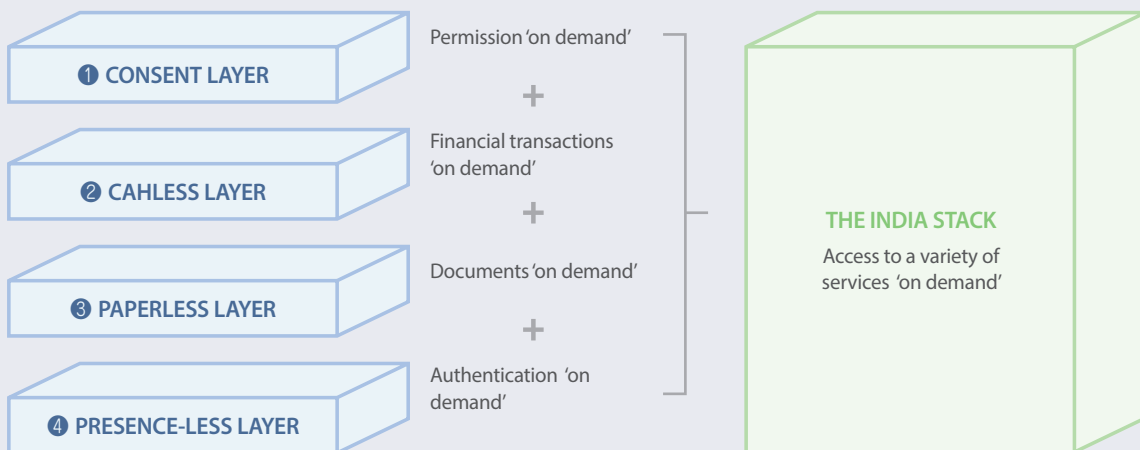 ❶ CONSENT LAYER
Permission ‘on demand’
+
❷ CAHLESS LAYER
Financial transactions
‘on demand’
+
❸ PAPERLESS LAYER
Documents ‘on demand’
+
❹ PRESENCE-LESS LAYER
Authentication ‘on
demand’
THE INDIA STACK
Access to a variety of
services ‘on demand’